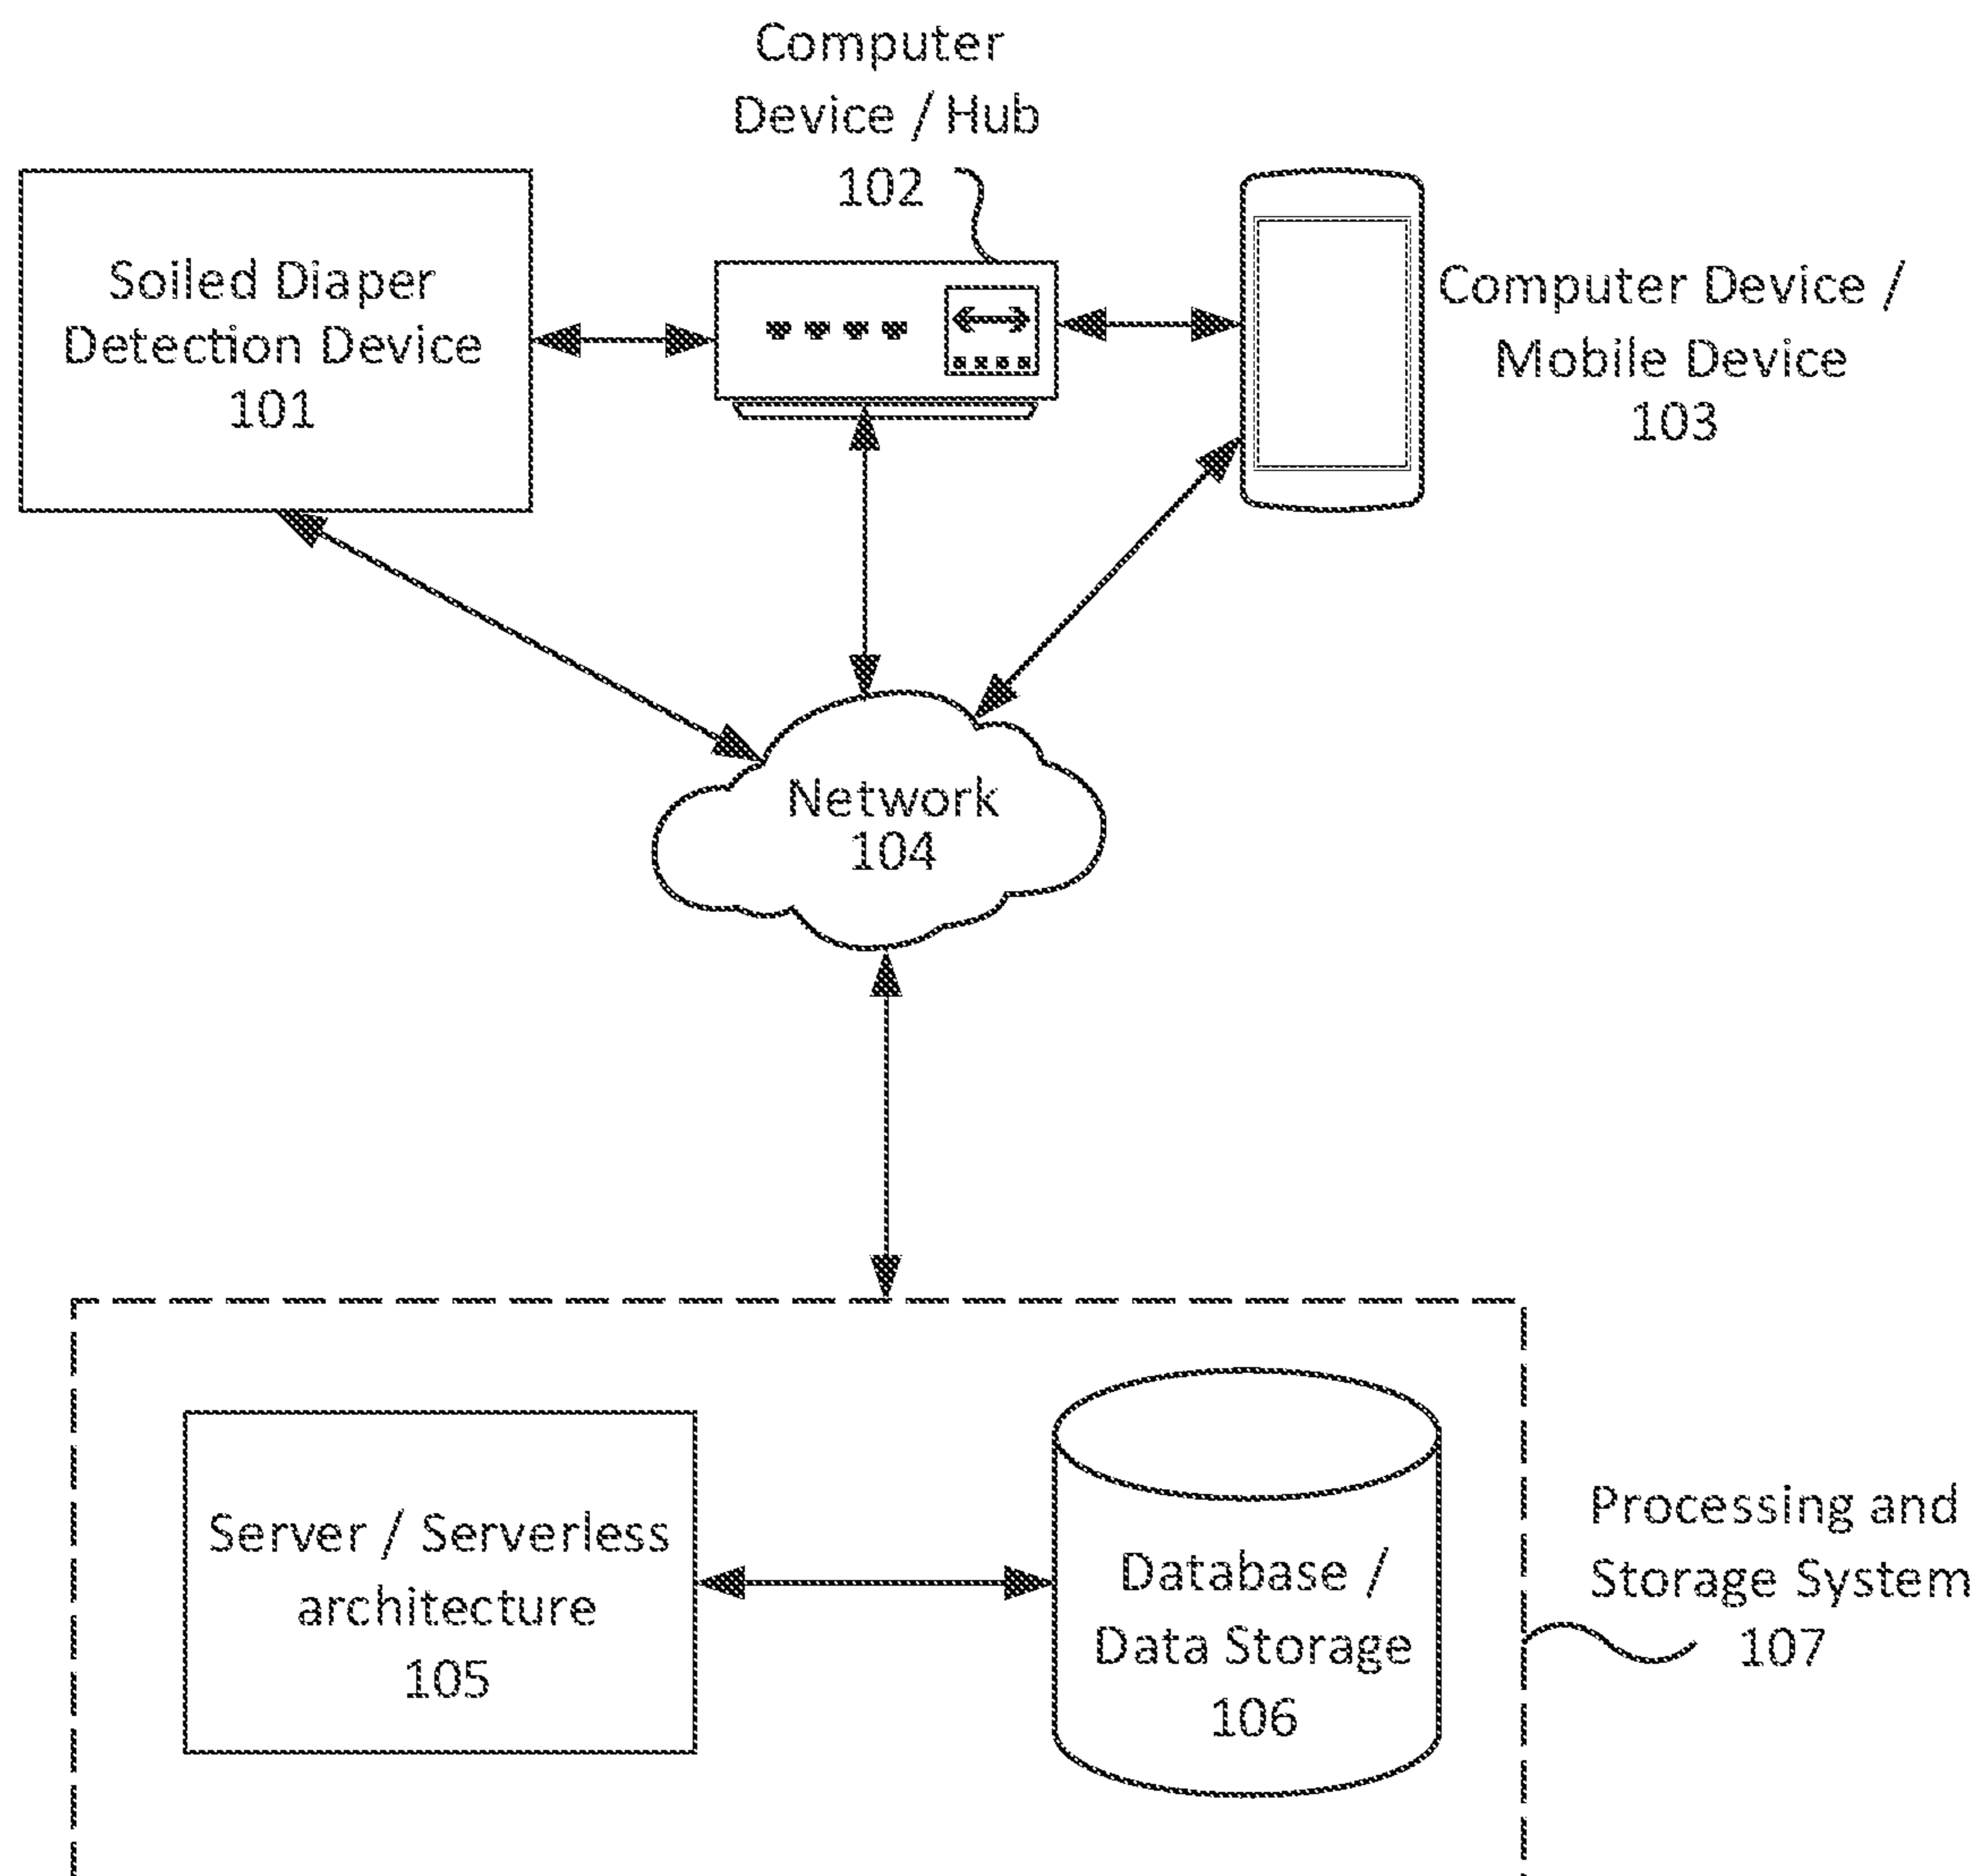 Computer
Device / Hub
102
Soiled Diaper
Detection Device
101
Computer Device /
Mobile Device
103
Network
104
Server / Serverless
architecture
105
Database /
Data Storage
106
Processing and
Storage System
107